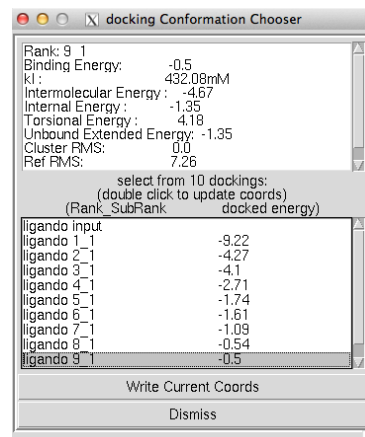 docking Conformation Chooser
Rank: 9_1
Binding Energy: -0.5
kI : 432.08mM
Intermolecular Energy : -4.67
Internal Energy : -1.35
Torsional Energy : 4.18
Unbound Extended Energy: -1.35
Cluster RMS: 0.0
Ref RMS: 7.26
select from 10 dockings:
(double click to update coords)
(Rank_SubRank docked energy)
ligando input
ligando 1_1 -9.22
ligando 2_1 -4.27
ligando 3_1 -4.1
ligando 4_1 -2.71
ligando 5_1 -1.74
ligando 6_1 -1.61
ligando 7_1 -1.09
ligando 8_1 -0.54
ligando 9_1 -0.5
Write Current Coords
Dismiss